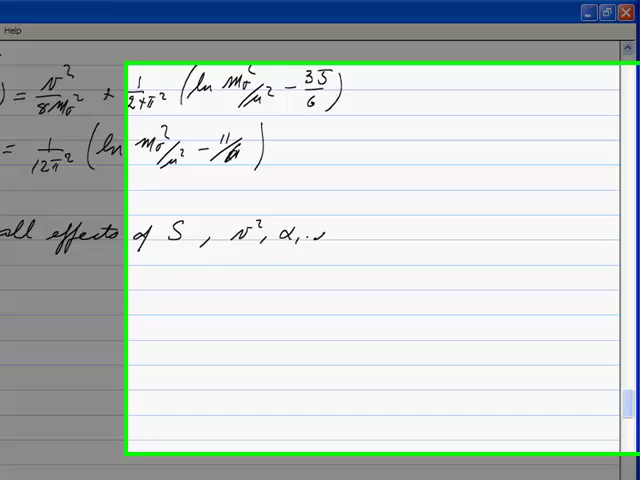 Help
) = v²/8m_σ² + 1/24π² (ln m_σ²/μ² − 35/6)
= 1/12π² (ln m_σ²/μ² − 11/6)
all effects of S , v², α,